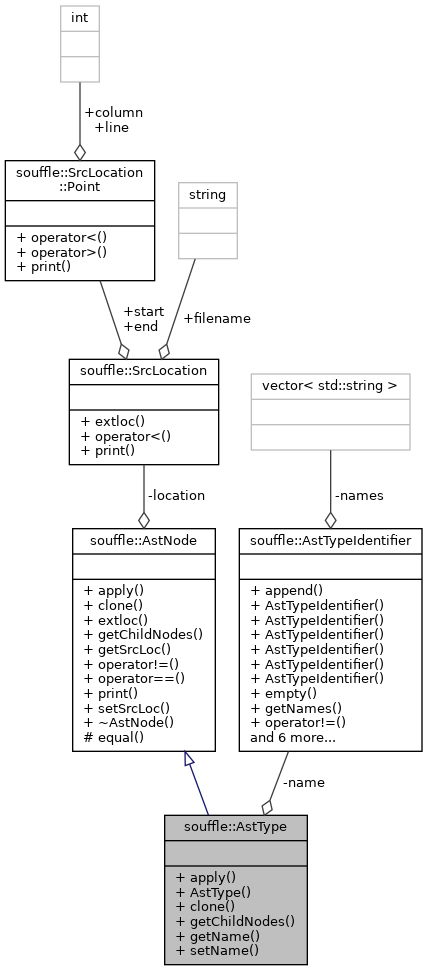 int
+column
+line
souffle::SrcLocation
::Point
+ operator<()
+ operator>()
+ print()
string
+start
+end
+filename
souffle::SrcLocation
+ extloc()
+ operator<()
+ print()
vector< std::string >
-location
-names
souffle::AstNode
+ apply()
+ clone()
+ extloc()
+ getChildNodes()
+ getSrcLoc()
+ operator!=()
+ operator==()
+ print()
+ setSrcLoc()
+ ~AstNode()
# equal()
souffle::AstTypeIdentifier
+ append()
+ AstTypeIdentifier()
+ AstTypeIdentifier()
+ AstTypeIdentifier()
+ AstTypeIdentifier()
+ AstTypeIdentifier()
+ AstTypeIdentifier()
+ empty()
+ getNames()
+ operator!=()
and 6 more...
-name
souffle::AstType
+ apply()
+ AstType()
+ clone()
+ getChildNodes()
+ getName()
+ setName()